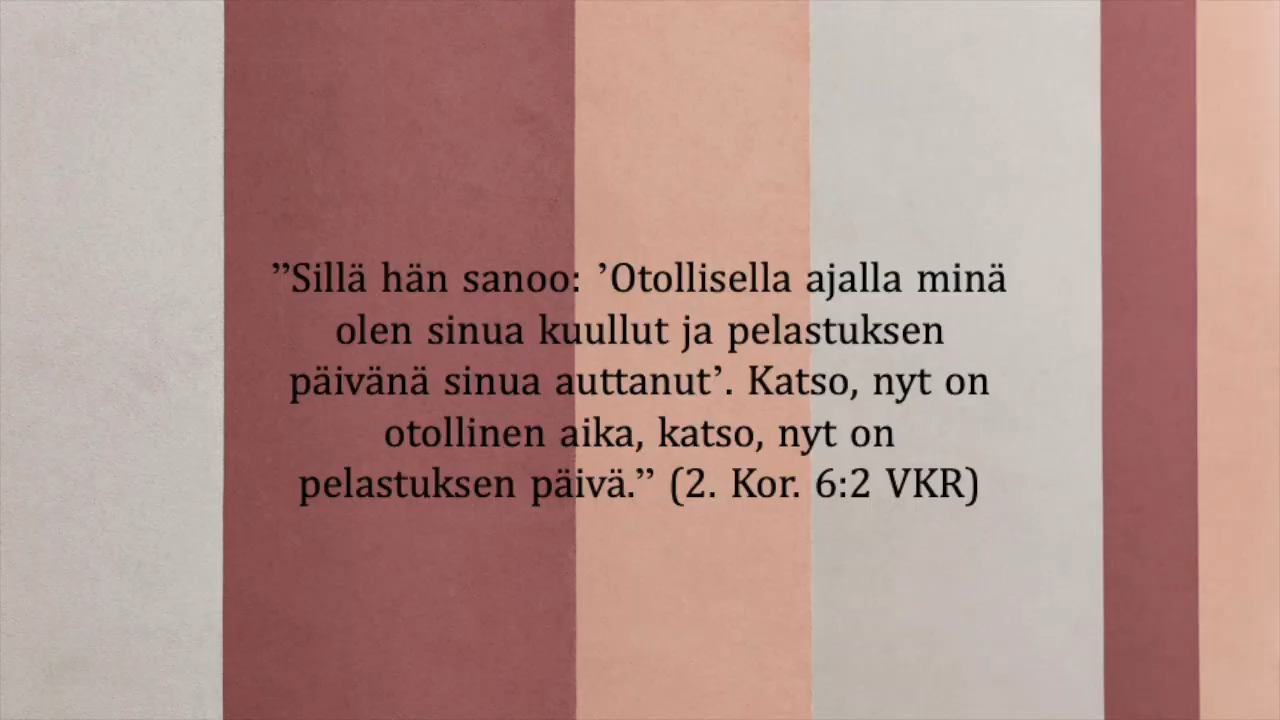 ”Sillä hän sanoo: ’Otollisella ajalla minä
olen sinua kuullut ja pelastuksen
päivänä sinua auttanut’. Katso, nyt on
otollinen aika, katso, nyt on
pelastuksen päivä.” (2. Kor. 6:2 VKR)